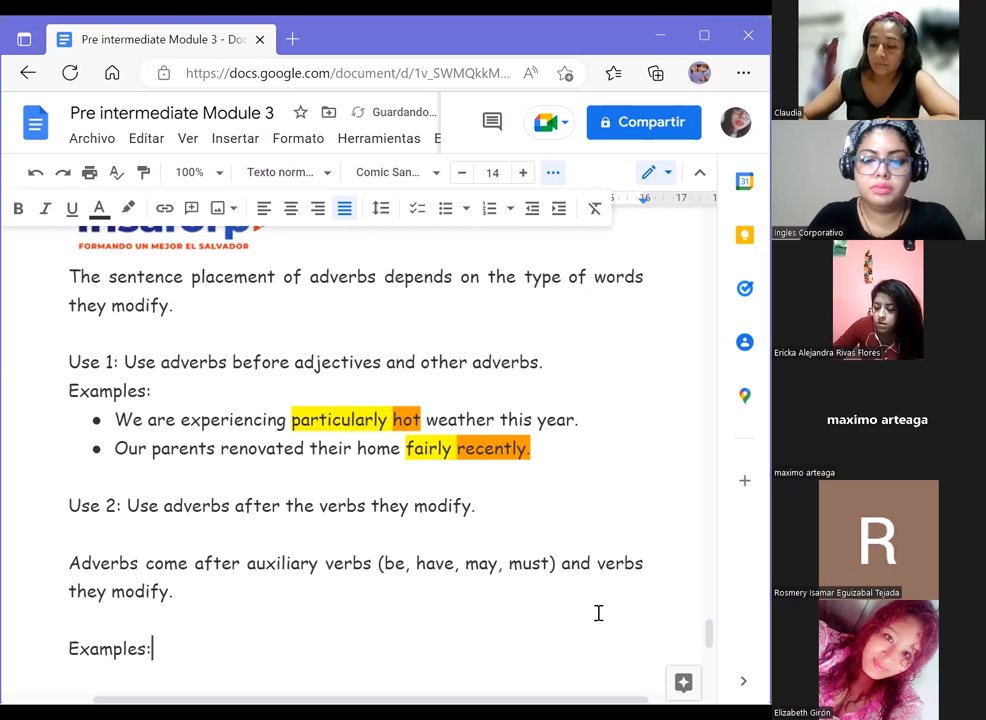 Pre intermediate Module 3 - Doc
https://docs.google.com/document/d/1v_SWMQkkM...
Pre intermediate Module 3
Guardando...
Compartir
Archivo Editar Ver Insertar Formato Herramientas E
100% Texto norm... Comic San... 14
16 17
FORMANDO UN MEJOR EL SALVADOR
The sentence placement of adverbs depends on the type of words
they modify.
Use 1: Use adverbs before adjectives and other adverbs.
Examples:
We are experiencing particularly hot weather this year.
Our parents renovated their home fairly recently.
Use 2: Use adverbs after the verbs they modify.
Adverbs come after auxiliary verbs (be, have, may, must) and verbs
they modify.
Examples:
Claudia
Ingles Corporativo
Ericka Alejandra Rivas Flores
maximo arteaga
maximo arteaga
R
Rosmery Isamar Eguizabal Tejada
Elizabeth Girón